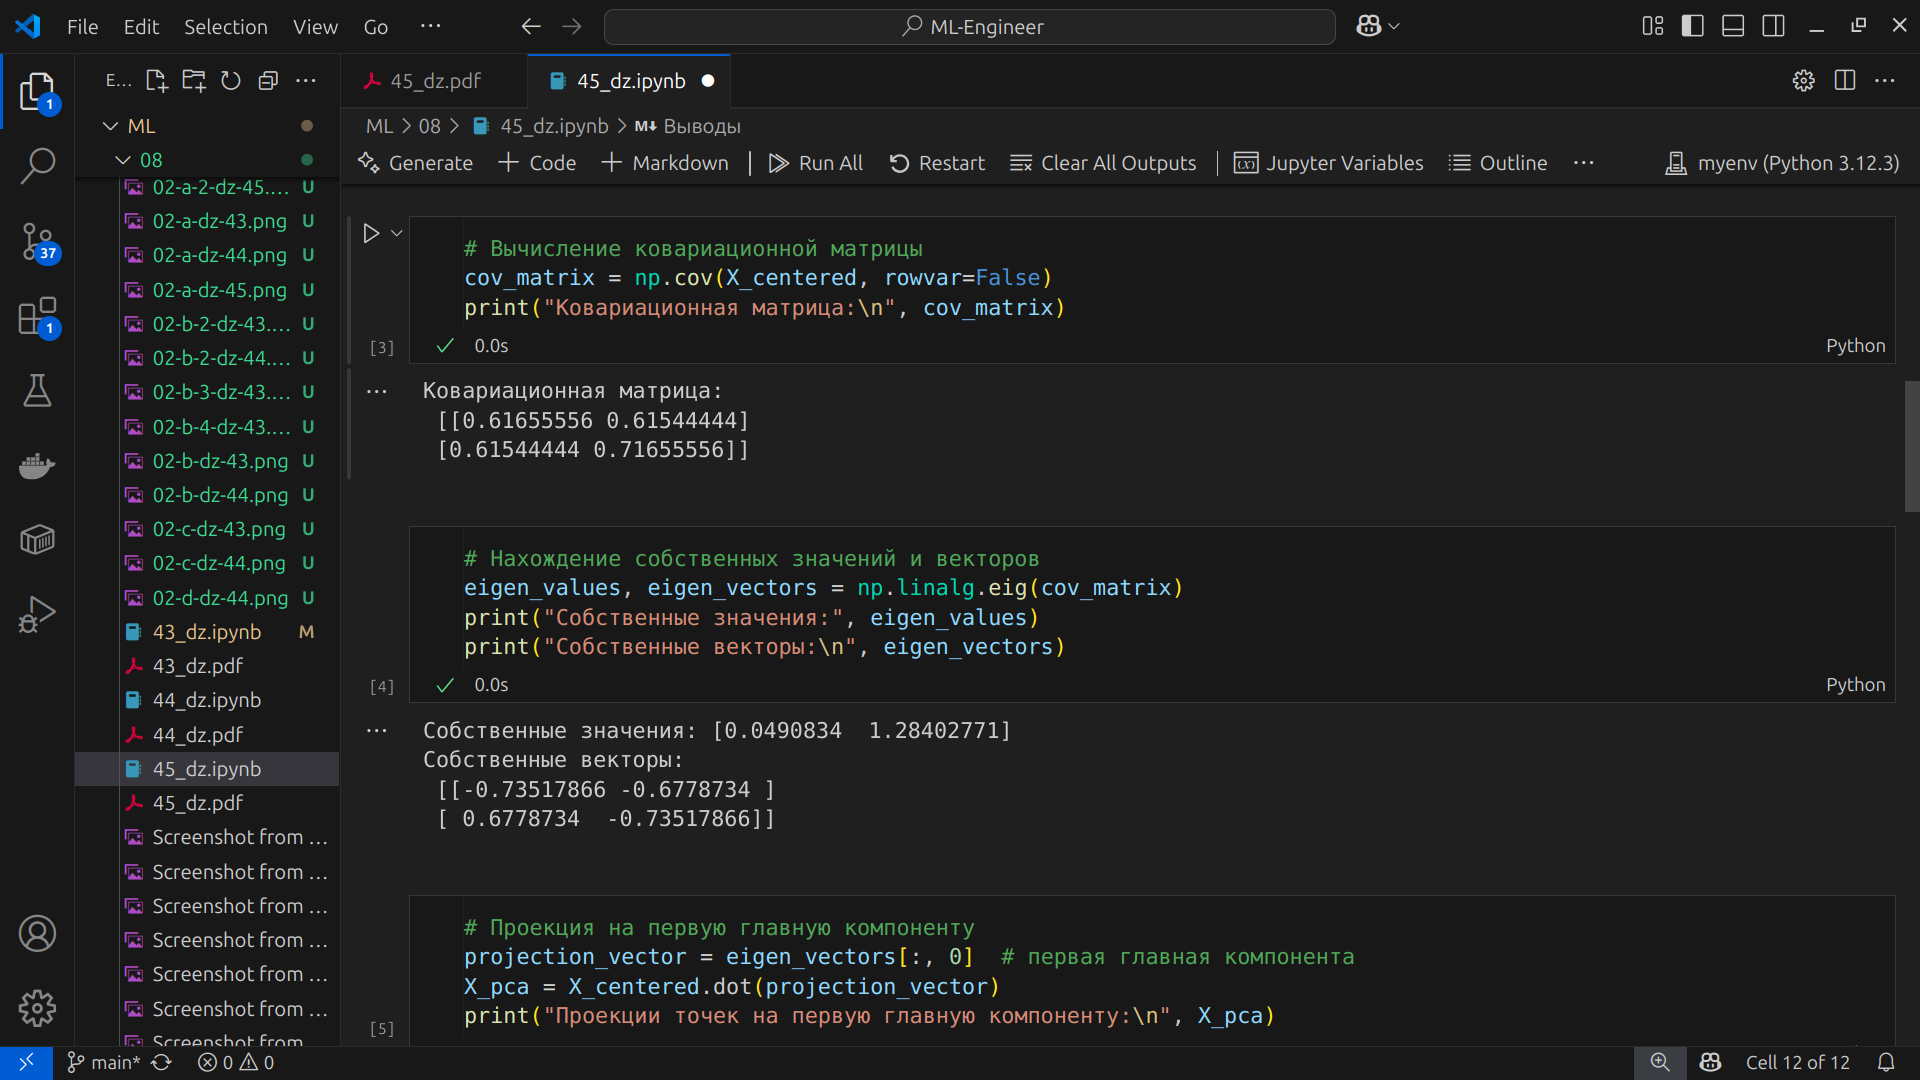 File Edit Selection View Go ···
ML-Engineer
E... ···
45_dz.pdf
45_dz.ipynb
ML > 08 > 45_dz.ipynb > M↓ Выводы
Generate + Code + Markdown | Run All Restart Clear All Outputs | Jupyter Variables Outline ··· myenv (Python 3.12.3)
1
37
1
ML
08
02-a-2-dz-45.... U
02-a-dz-43.png U
02-a-dz-44.png U
02-a-dz-45.png U
02-b-2-dz-43.... U
02-b-2-dz-44.... U
02-b-3-dz-43.... U
02-b-4-dz-43.... U
02-b-dz-43.png U
02-b-dz-44.png U
02-c-dz-43.png U
02-c-dz-44.png U
02-d-dz-44.png U
43_dz.ipynb M
43_dz.pdf
44_dz.ipynb
44_dz.pdf
45_dz.ipynb
45_dz.pdf
Screenshot from ...
Screenshot from ...
Screenshot from ...
Screenshot from ...
Screenshot from ...
Screenshot from ...
Screenshot from
# Вычисление ковариационной матрицы
cov_matrix = np.cov(X_centered, rowvar=False)
print("Ковариационная матрица:\n", cov_matrix)
[3] ✓ 0.0s Python
Ковариационная матрица:
[[0.61655556 0.61544444]
[0.61544444 0.71655556]]
# Нахождение собственных значений и векторов
eigen_values, eigen_vectors = np.linalg.eig(cov_matrix)
print("Собственные значения:", eigen_values)
print("Собственные векторы:\n", eigen_vectors)
[4] ✓ 0.0s Python
Собственные значения: [0.0490834  1.28402771]
Собственные векторы:
[[-0.73517866 -0.6778734 ]
[ 0.6778734  -0.73517866]]
# Проекция на первую главную компоненту
projection_vector = eigen_vectors[:, 0]  # первая главная компонента
X_pca = X_centered.dot(projection_vector)
print("Проекции точек на первую главную компоненту:\n", X_pca)
[5]
main* 0 0 Cell 12 of 12